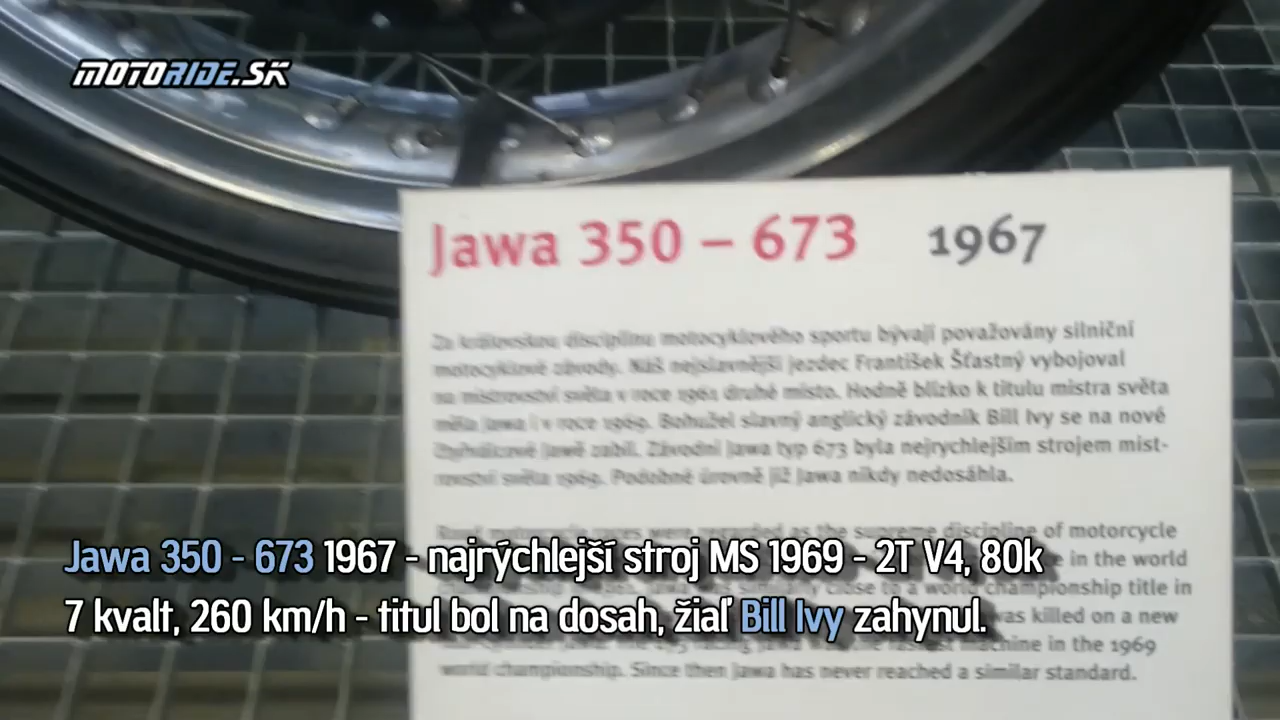 MOTORIDE.SK
Jawa 350 – 673 1967
Za královskou disciplínu motocyklového sportu bývají považovány silniční
motocyklové závody. Náš nejslavnější jezdec František Šťastný vybojoval
na mistrovství světa v roce 1961 druhé místo. Hodně blízko k titulu mistra světa
měla Jawa i v roce 1969. Bohužel slavný anglický závodník Bill Ivy se na nové
čtyřválcové Jawě zabil. Závodní Jawa typ 673 byla nejrychlejším strojem mist-
rovství světa 1969. Podobné úrovně již Jawa nikdy nedosáhla.
Road motorcycle races were regarded as the supreme discipline of motorcycle
in the world
close to a world championship title in
was killed on a new
machine in the 1969
world championship. Since then Jawa has never reached a similar standard.
Jawa 350 - 673 1967 - najrýchlejší stroj MS 1969 - 2T V4, 80k
7 kvalt, 260 km/h - titul bol na dosah, žiaľ Bill Ivy zahynul.